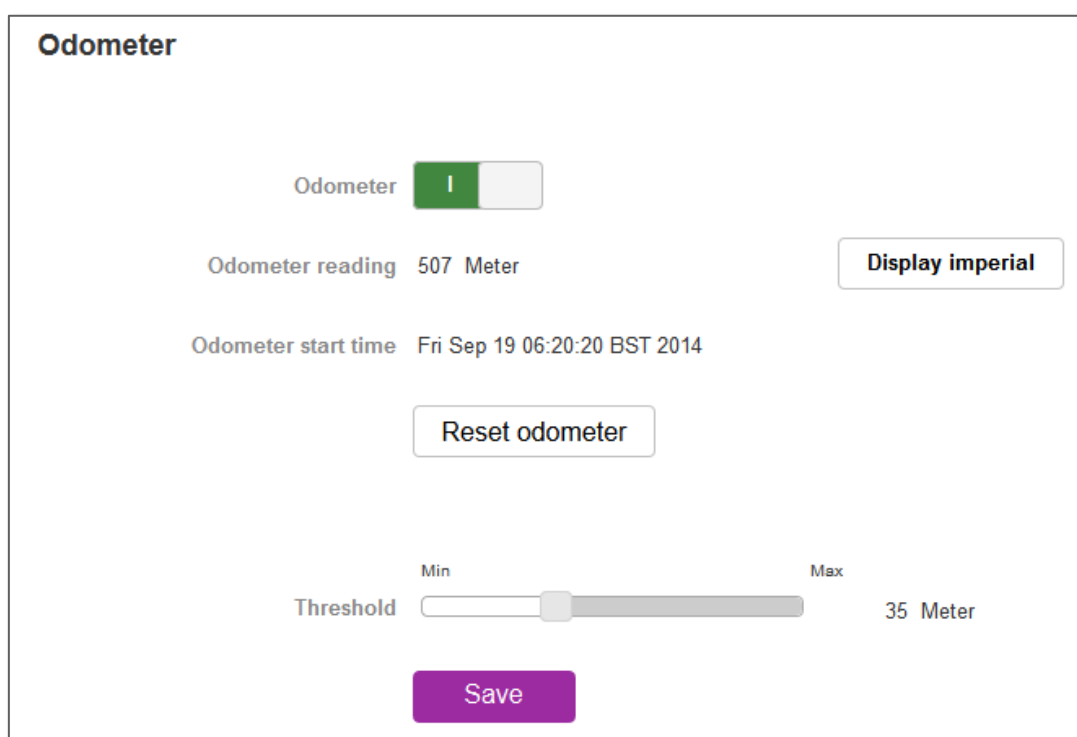 Odometer
Odometer I
Odometer reading 507 Meter Display imperial
Odometer start time Fri Sep 19 06:20:20 BST 2014
Reset odometer
Min Max
Threshold 35 Meter
Save